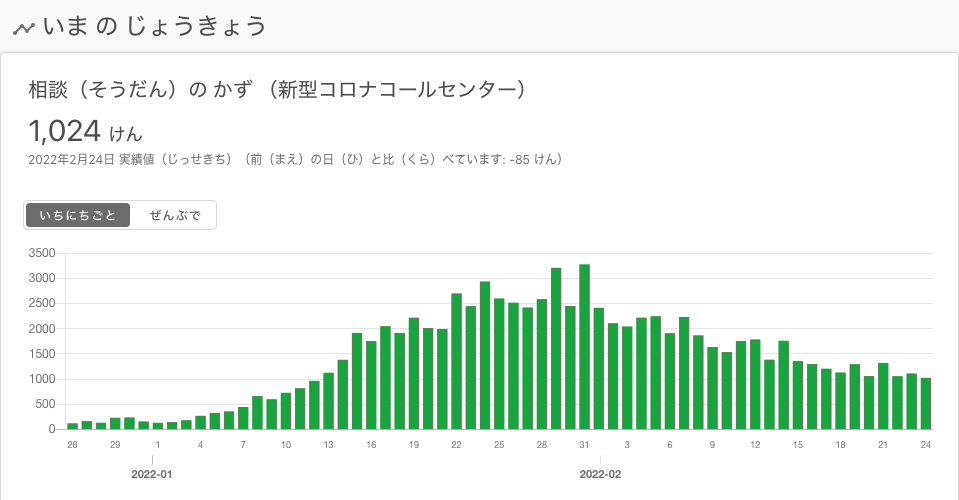 いま の じょうきょう
相談（そうだん）の かず （新型コロナコールセンター）
1,024 けん
2022年2月24日 実績値（じっせきち）（前（まえ）の日（ひ）と比（くら）べています: -85 けん）
いちにちごと ぜんぶで
3500
3000
2500
2000
1500
1000
500
0
26 29 1 4 7 10 13 16 19 22 25 28 31 3 6 9 12 15 18 21 24
2022-01 2022-02